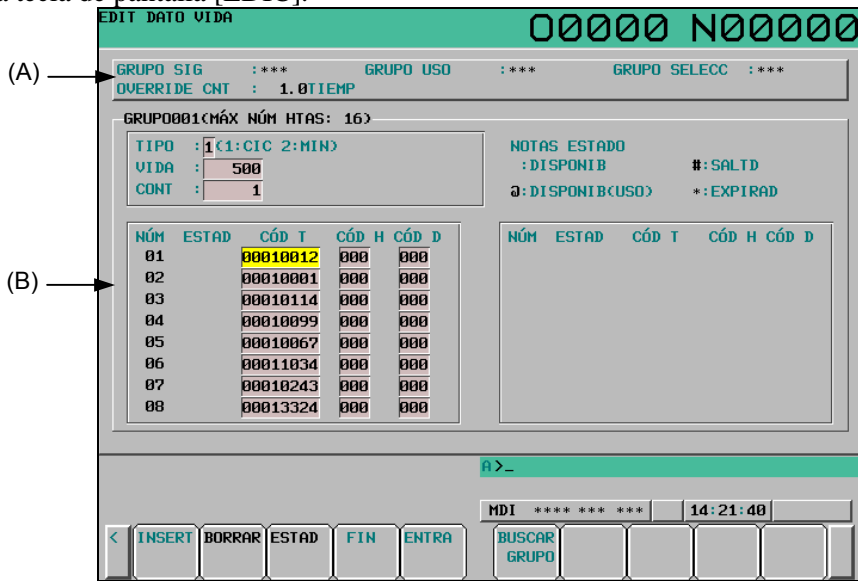 a tecla de pantalla [EDIC].
EDIT DATO VIDA
O0000 N00000
(A)
GRUPO SIG :*** GRUPO USO :*** GRUPO SELECC :***
OVERRIDE CNT : 1.0TIEMP
GRUPO001(MÁX NÚM HTAS: 16)
TIPO :1(1:CIC 2:MIN)
VIDA : 500
CONT : 1
NOTAS ESTADO
:DISPONIB #:SALTD
@:DISPONIB(USO) *:EXPIRAD
(B)
NÚM ESTAD CÓD T CÓD H CÓD D NÚM ESTAD CÓD T CÓD H CÓD D
01 00010012 000 000
02 00010001 000 000
03 00010114 000 000
04 00010099 000 000
05 00010067 000 000
06 00011034 000 000
07 00010243 000 000
08 00013324 000 000
A>_
MDI **** *** *** 14:21:40
< INSERT BORRAR ESTAD FIN ENTRA BUSCAR
GRUPO